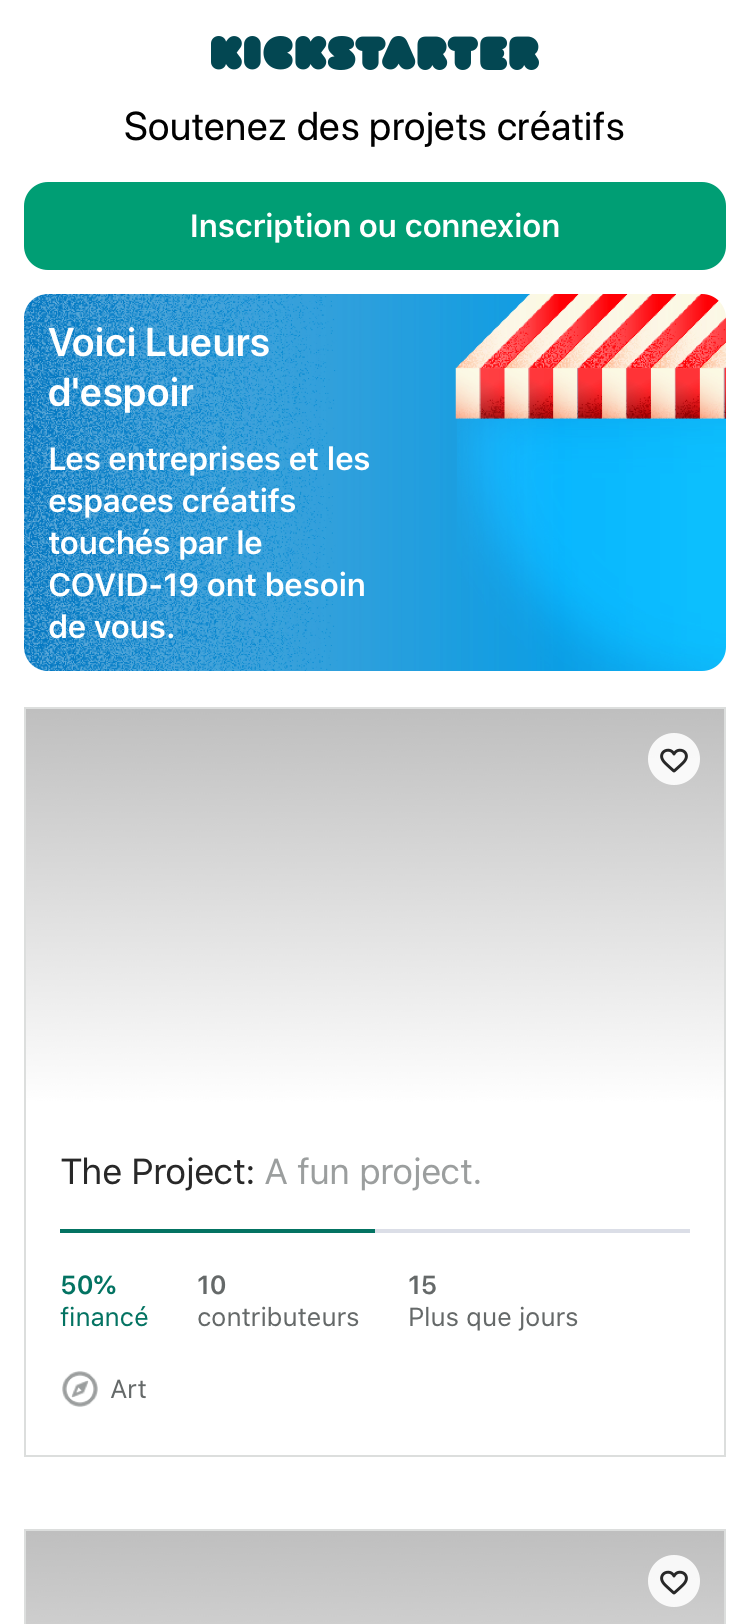 KICKSTARTER
Soutenez des projets créatifs
Inscription ou connexion
Voici Lueurs
d'espoir
Les entreprises et les
espaces créatifs
touchés par le
COVID-19 ont besoin
de vous.
The Project: A fun project.
50% 10 15
financé contributeurs Plus que jours
Art